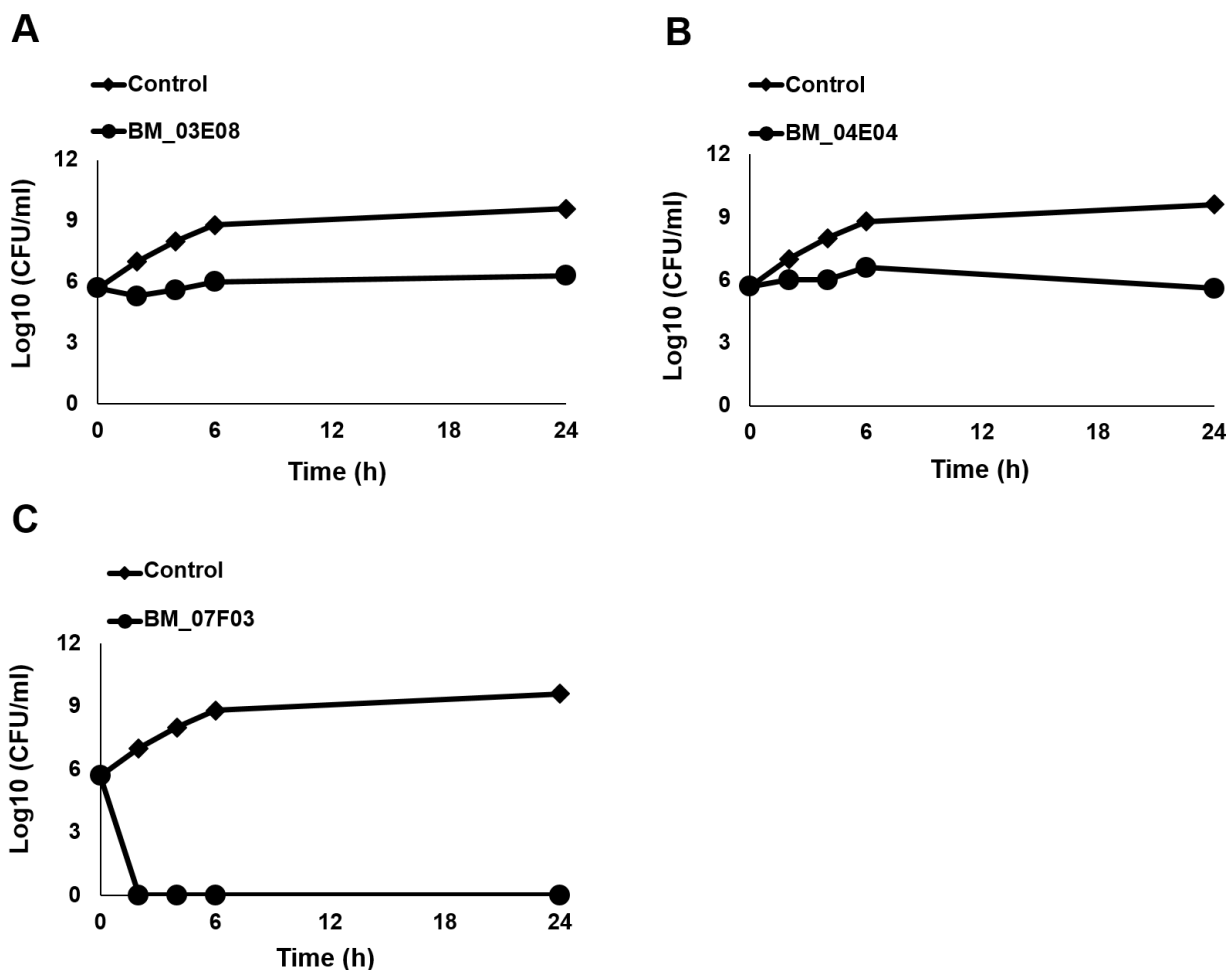 A
Control
BM_03E08
Log10 (CFU/ml)
12
9
6
3
0
0 6 12 18 24
Time (h)
B
Control
BM_04E04
Log10 (CFU/ml)
12
9
6
3
0
0 6 12 18 24
Time (h)
C
Control
BM_07F03
Log10 (CFU/ml)
12
9
6
3
0
0 6 12 18 24
Time (h)